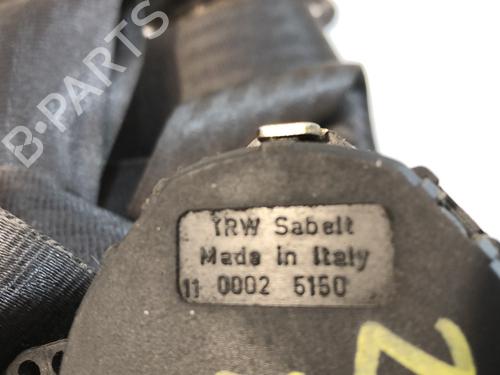 B-PARTS
TRW Sabelt
Made in Italy
11 0002 5150